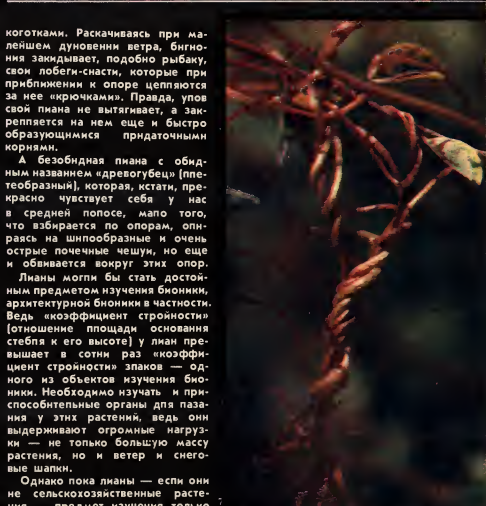 коготками. Раскачиваясь при ма-
лейшем дуновении ветра, бигно-
ния закидывает, подобно рыбаку,
свои побеги-снасти, которые при
приближении к опоре цепляются
за нее «крючками». Правда, улов
свой лиана не вытягивает, а зак-
репляется на нем еще и быстро
образующимися придаточными
корнями.
А безобидная лиана с обид-
ным названием «древогубец» (пле-
теобразный), которая, кстати, пре-
красно чувствует себя у нас
в средней полосе, мало того,
что взбирается по опорам, опи-
раясь на шипообразные и очень
острые почечные чешуи, но еще
и обвивается вокруг этих опор.
Лианы могли бы стать достой-
ным предметом изучения бионики,
архитектурной бионики в частности.
Ведь «коэффициент стройности»
(отношение площади основания
стебля к его высоте) у лиан пре-
вышает в сотни раз «коэффи-
циент стройности» злаков — од-
ного из объектов изучения био-
ники. Необходимо изучать и при-
способительные органы для лаза-
ния у этих растений, ведь они
выдерживают огромные нагруз-
ки — не только большую массу
растения, но и ветер и снего-
вые шапки.
Однако пока лианы — если они
не сельскохозяйственные расте-
ния — предмет изучения только